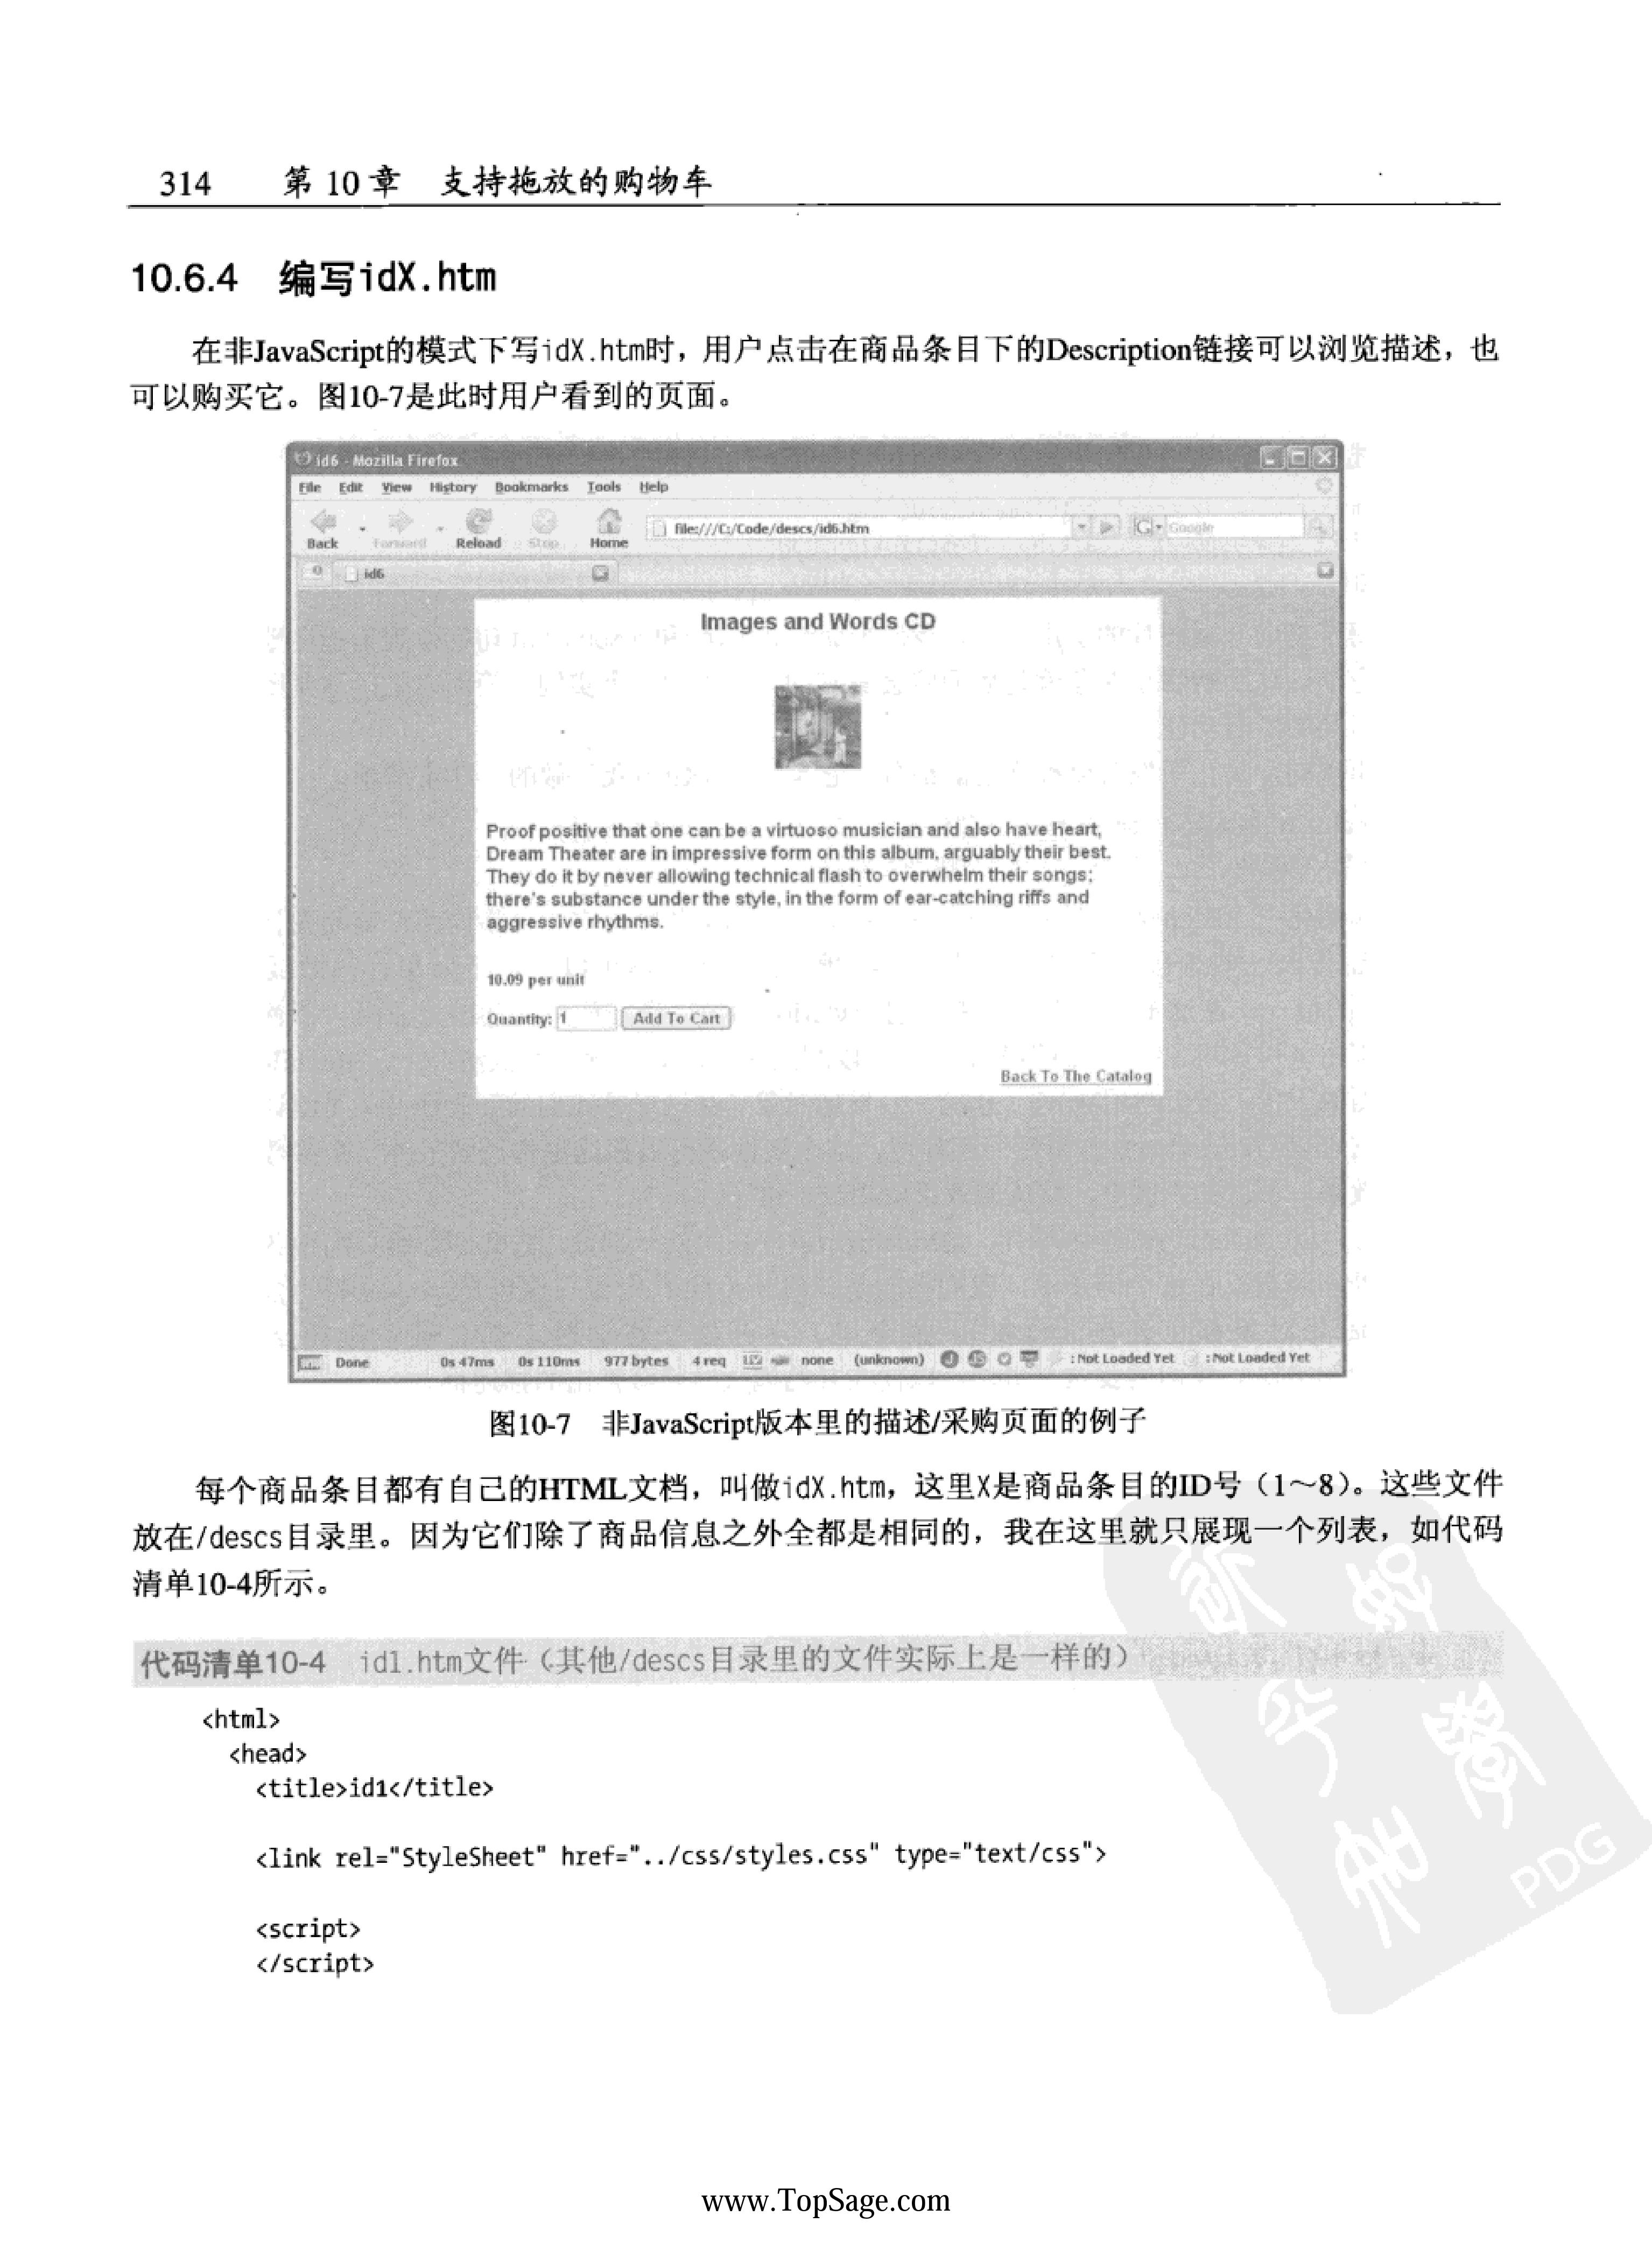 314 第 10 章 支持拖放的购物车
10.6.4 编写idX.htm
在非JavaScript的模式下写idX.htm时，用户点击在商品条目下的Description链接可以浏览描述，也
可以购买它。图10-7是此时用户看到的页面。
id6 - Mozilla Firefox
File Edit View History Bookmarks Tools Help
Back Forward Reload Stop Home file:///C:/Code/descs/id6.htm G Google
id6
Images and Words CD
Proof positive that one can be a virtuoso musician and also have heart,
Dream Theater are in impressive form on this album, arguably their best.
They do it by never allowing technical flash to overwhelm their songs;
there's substance under the style, in the form of ear-catching riffs and
aggressive rhythms.
10.09 per unit
Quantity: 1 Add To Cart
Back To The Catalog
Done 0s 47ms 0s 110ms 977 bytes 4 req none (unknown) :Not Loaded Yet :Not Loaded Yet
图10-7 非JavaScript版本里的描述/采购页面的例子
每个商品条目都有自己的HTML文档，叫做idX.htm，这里X是商品条目的ID号（1～8）。这些文件
放在/descs目录里。因为它们除了商品信息之外全都是相同的，我在这里就只展现一个列表，如代码
清单10-4所示。
代码清单10-4 id1.htm文件（其他/descs目录里的文件实际上是一样的）
<html>
<head>
<title>id1</title>
<link rel="StyleSheet" href="../css/styles.css" type="text/css">
<script>
</script>
PDG
www.TopSage.com